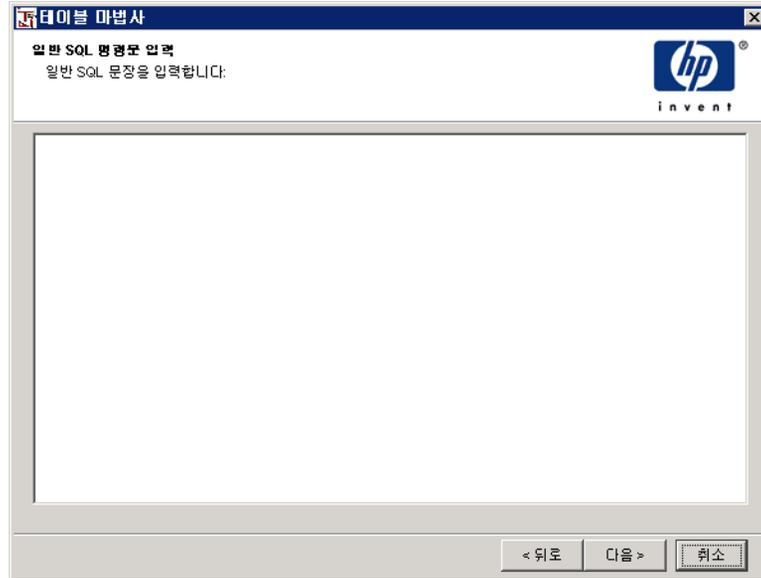 테이블 마법사
일반 SQL 명령문 입력
일반 SQL 문장을 입력합니다:
hp
®
invent
< 뒤로
다음 >
취소